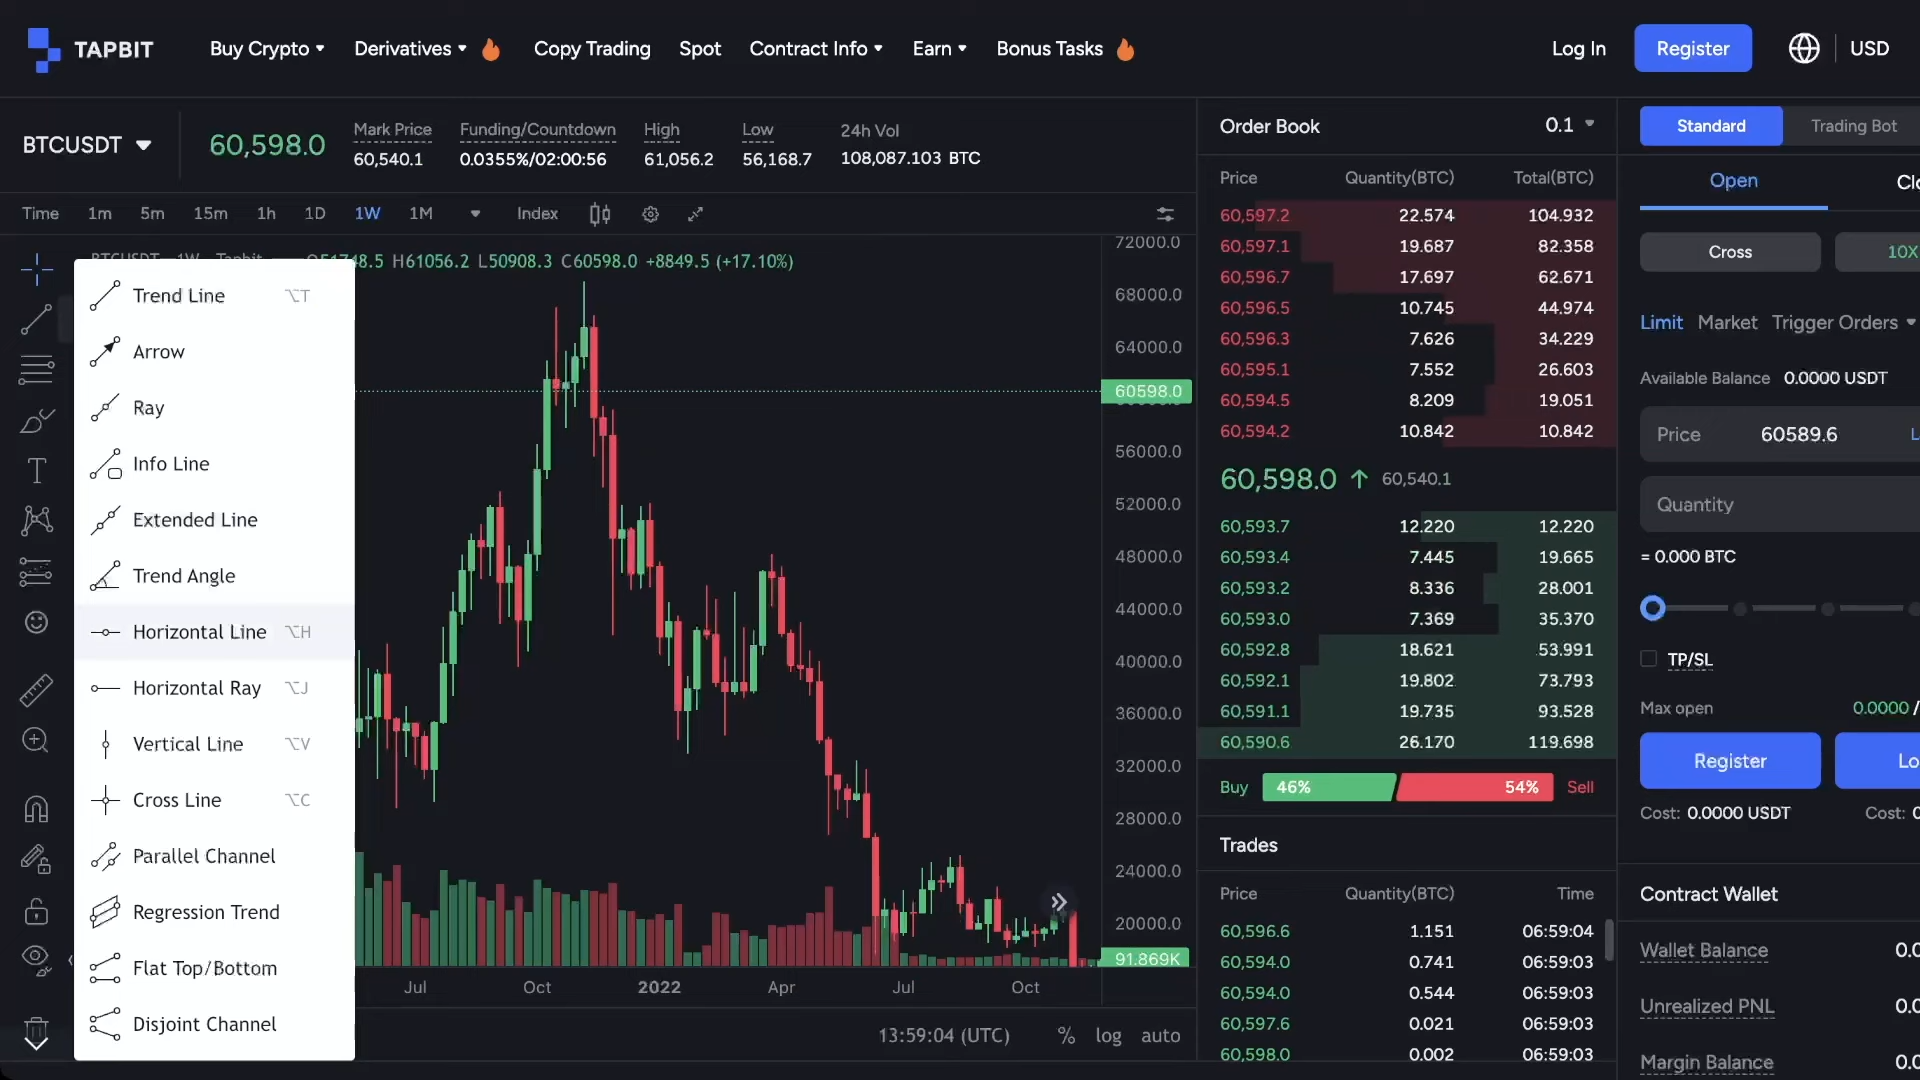 TAPBIT
Buy Crypto
Derivatives
Copy Trading
Spot
Contract Info
Earn
Bonus Tasks
Log In
Register
USD
BTCUSDT
60,598.0
Mark Price
60,540.1
Funding/Countdown
0.0355%/02:00:56
High
61,056.2
Low
56,168.7
24h Vol
108,087.103 BTC
Time 1m 5m 15m 1h 1D 1W 1M
Index
H61056.2 L50908.3 C60598.0 +8849.5 (+17.10%)
Trend Line ⌥T
Arrow
Ray
Info Line
Extended Line
Trend Angle
Horizontal Line ⌥H
Horizontal Ray ⌥J
Vertical Line ⌥V
Cross Line ⌥C
Parallel Channel
Regression Trend
Flat Top/Bottom
Disjoint Channel
72000.0
68000.0
64000.0
60598.0
56000.0
52000.0
48000.0
44000.0
40000.0
36000.0
32000.0
28000.0
24000.0
20000.0
91.869K
Jul Oct 2022 Apr Jul Oct
13:59:04 (UTC) % log auto
Order Book 0.1
Price Quantity(BTC) Total(BTC)
60,597.2 22.574 104.932
60,597.1 19.687 82.358
60,596.7 17.697 62.671
60,596.5 10.745 44.974
60,596.3 7.626 34.229
60,595.1 7.552 26.603
60,594.5 8.209 19.051
60,594.2 10.842 10.842
60,598.0 60,540.1
60,593.7 12.220 12.220
60,593.4 7.445 19.665
60,593.2 8.336 28.001
60,593.0 7.369 35.370
60,592.8 18.621 53.991
60,592.1 19.802 73.793
60,591.1 19.735 93.528
60,590.6 26.170 119.698
Buy 46% 54% Sell
Trades
Price Quantity(BTC) Time
60,596.6 1.151 06:59:04
60,594.0 0.741 06:59:03
60,594.0 0.544 06:59:03
60,597.6 0.021 06:59:03
60,598.0 0.002 06:59:03
Standard Trading Bot
Open
Cross 10X
Limit Market Trigger Orders
Available Balance 0.0000 USDT
Price 60589.6
Quantity
= 0.000 BTC
TP/SL
Max open 0.0000 /
Register
Cost: 0.0000 USDT Cost:
Contract Wallet
Wallet Balance
Unrealized PNL
Margin Balance